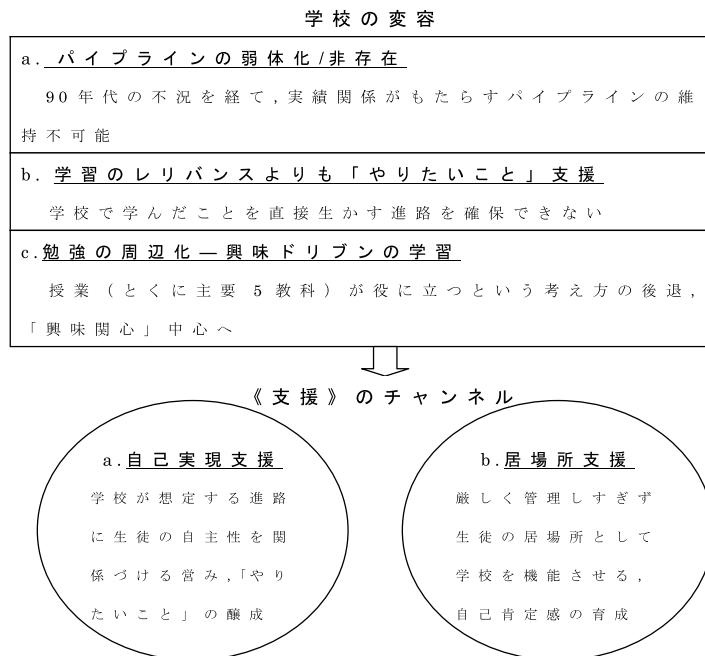 学校の変容
a. パイプラインの弱体化/非存在
90年代の不況を経て,実績関係がもたらすパイプラインの維
持不可能
b. 学習のレリバンスよりも「やりたいこと」支援
学校で学んだことを直接生かす進路を確保できない
c.勉強の周辺化―興味ドリブンの学習
授業(とくに主要 5 教科)が役に立つという考え方の後退,
「興味関心」中心へ
《支援》のチャンネル
a.自己実現支援
学校が想定する進路
に生徒の自主性を関
係づける営み,「やり
たいこと」の醸成
b.居場所支援
厳しく管理しすぎず
生徒の居場所として
学校を機能させる,
自己肯定感の育成